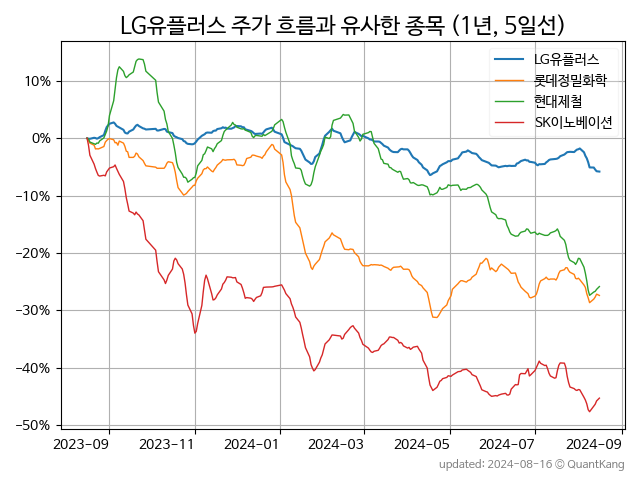 LG유플러스 주가 흐름과 유사한 종목 (1년, 5일선)
LG유플러스
롯데정밀화학
현대제철
SK이노베이션
10%
0%
−10%
−20%
−30%
−40%
−50%
2023−09
2023−11
2024−01
2024−03
2024−05
2024−07
2024−09
updated: 2024-08-16 © QuantKang